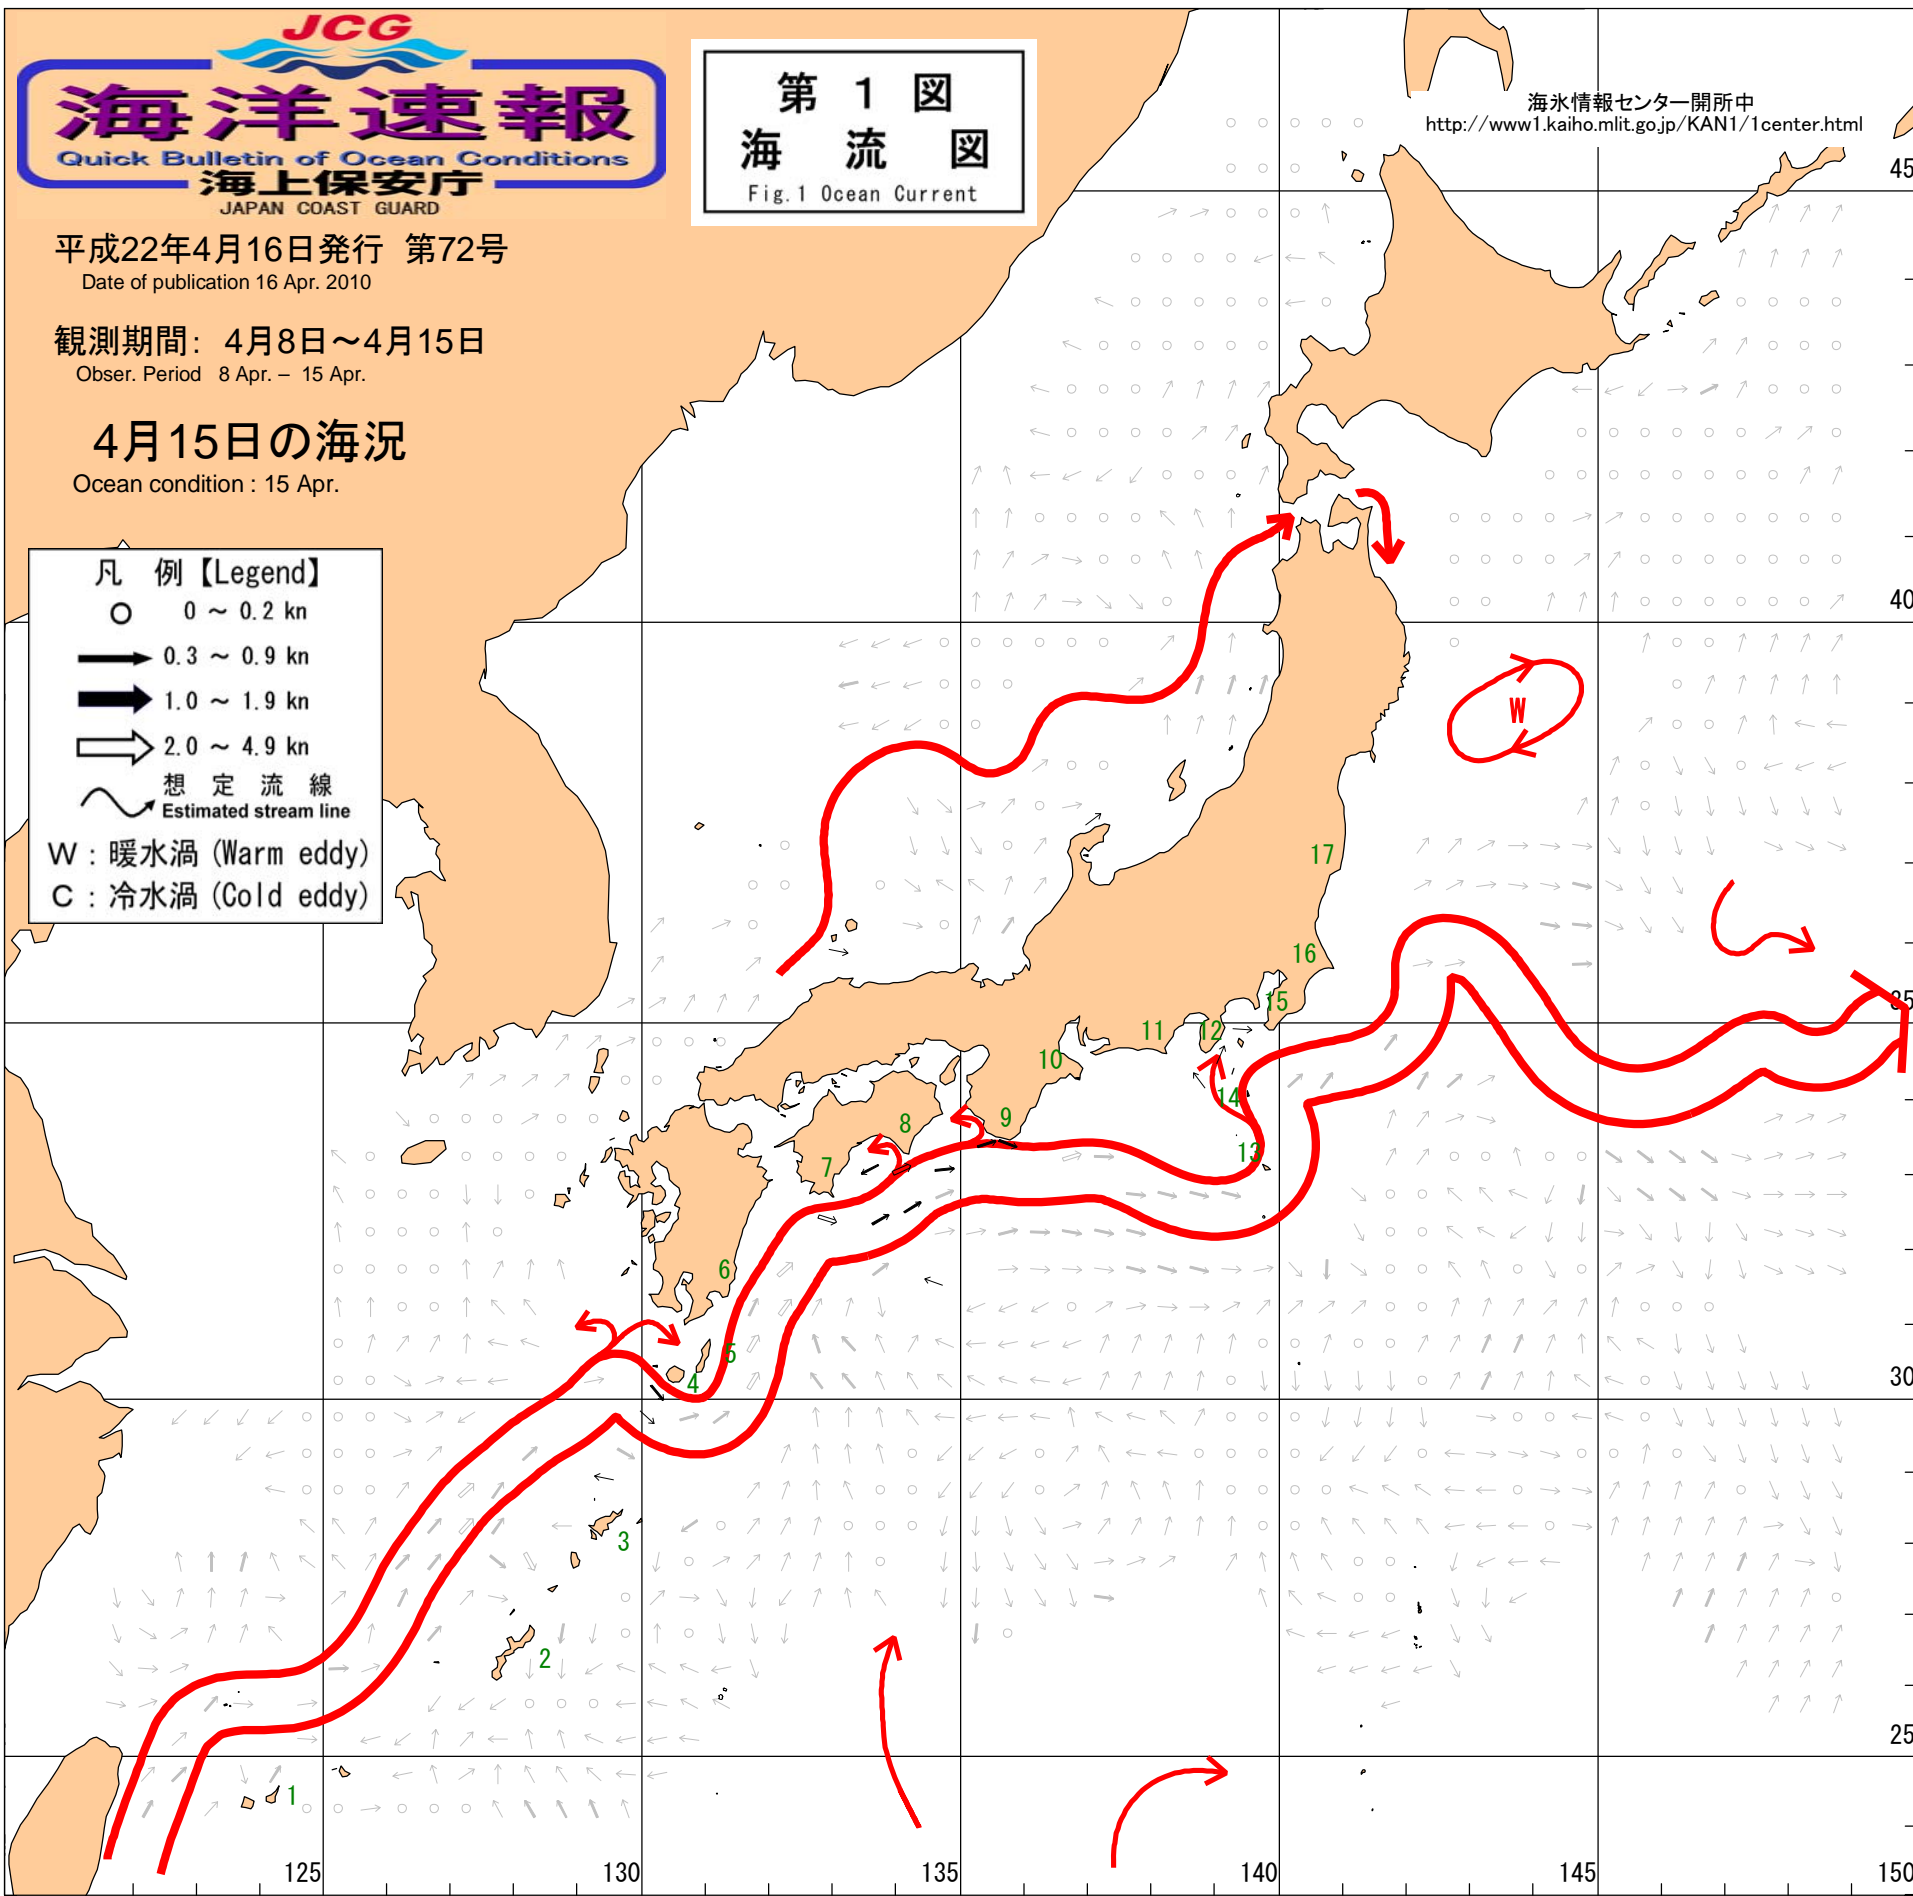 JCG
海洋速報
Quick Bulletin of Ocean Conditions
海上保安庁
JAPAN COAST GUARD
第 1 図
海 流 図
Fig.1 Ocean Current
海氷情報センター開所中
http://www1.kaiho.mlit.go.jp/KAN1/1center.html
平成22年4月16日発行 第72号
Date of publication 16 Apr. 2010
観測期間: 4月8日～4月15日
Obser. Period 8 Apr. – 15 Apr.
4月15日の海況
Ocean condition : 15 Apr.
凡 例【Legend】
0 ～ 0.2 kn
0.3 ～ 0.9 kn
1.0 ～ 1.9 kn
2.0 ～ 4.9 kn
想 定 流 線
Estimated stream line
W : 暖水渦 (Warm eddy)
C : 冷水渦 (Cold eddy)
45
40
W
17
16
35
15
12
11
10
14
9
8
13
7
6
5
4
30
3
2
25
1
125
130
135
140
145
150